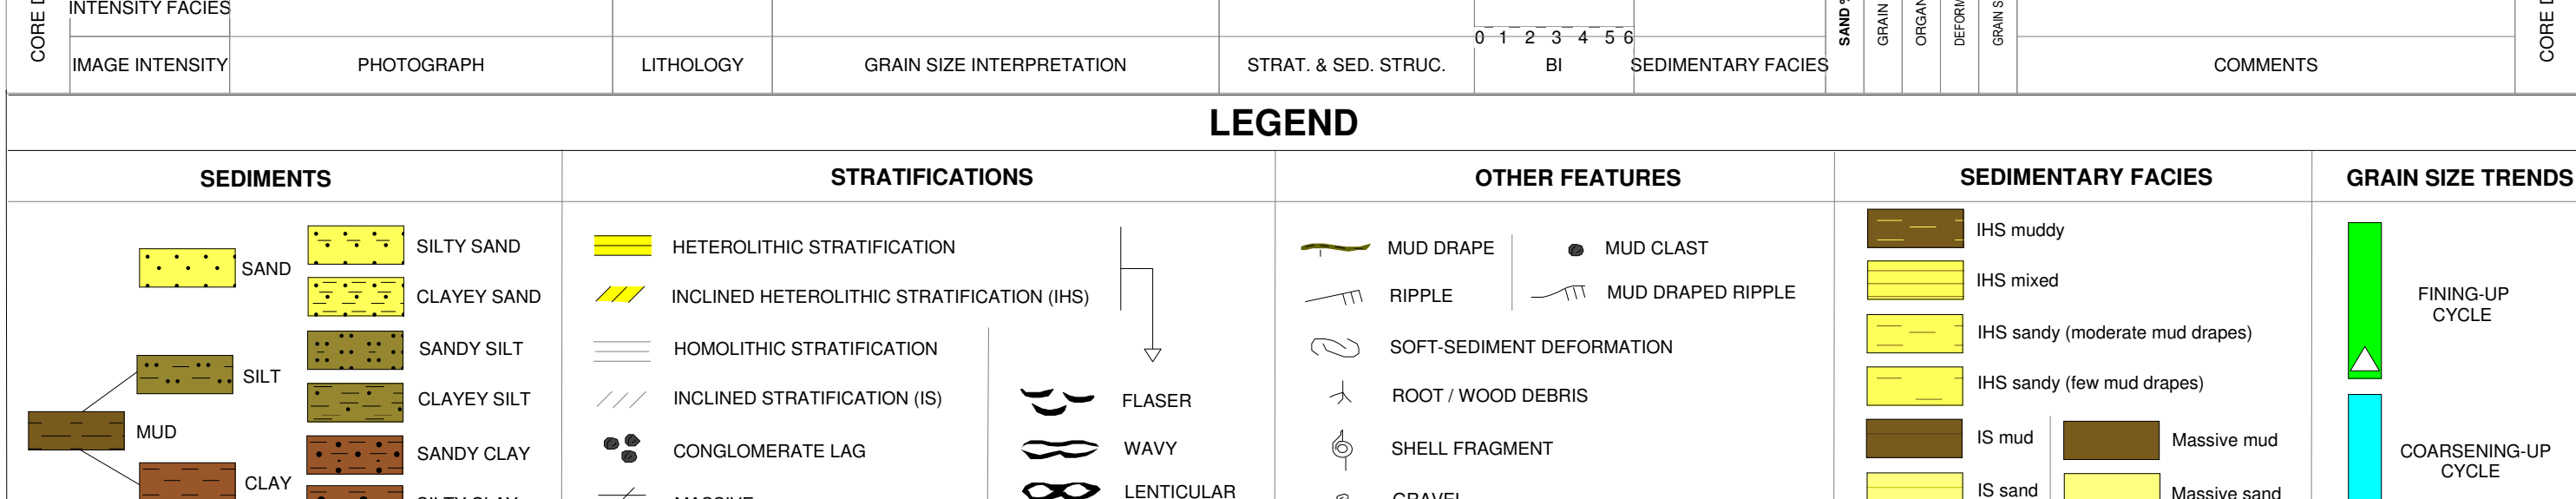 INTENSITY FACIES
0 1 2 3 4 5 6
IMAGE INTENSITY
PHOTOGRAPH
LITHOLOGY
GRAIN SIZE INTERPRETATION
STRAT. & SED. STRUC.
BI
SEDIMENTARY FACIES
SAND
GRAIN
COMMENTS
CORE
CORE
LEGEND
SEDIMENTS
SAND
SILTY SAND
CLAYEY SAND
SANDY SILT
SILT
CLAYEY SILT
MUD
SANDY CLAY
CLAY
STRATIFICATIONS
HETEROLITHIC STRATIFICATION
INCLINED HETEROLITHIC STRATIFICATION (IHS)
HOMOLITHIC STRATIFICATION
INCLINED STRATIFICATION (IS)
CONGLOMERATE LAG
FLASER
WAVY
LENTICULAR
OTHER FEATURES
MUD DRAPE
MUD CLAST
RIPPLE
MUD DRAPED RIPPLE
SOFT-SEDIMENT DEFORMATION
ROOT / WOOD DEBRIS
SHELL FRAGMENT
SEDIMENTARY FACIES
IHS muddy
IHS mixed
IHS sandy (moderate mud drapes)
IHS sandy (few mud drapes)
IS mud
Massive mud
IS sand
Massive sand
GRAIN SIZE TRENDS
FINING-UP
CYCLE
COARSENING-UP
CYCLE